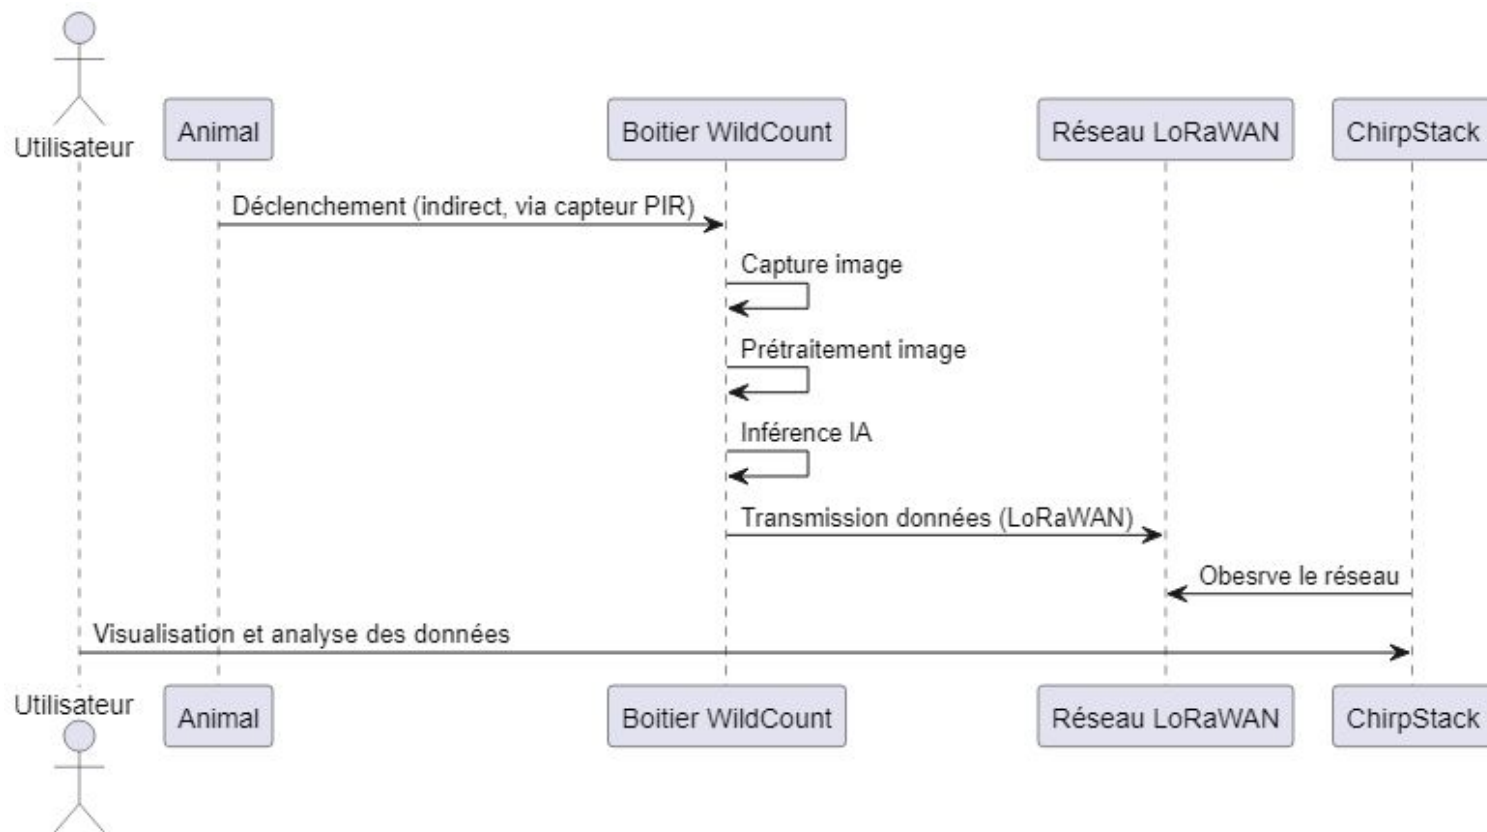 Utilisateur
Animal
Boitier WildCount
Réseau LoRaWAN
ChirpStack
Déclenchement (indirect, via capteur PIR)
Capture image
Prétraitement image
Inférence IA
Transmission données (LoRaWAN)
Obesrve le réseau
Visualisation et analyse des données
Utilisateur
Animal
Boitier WildCount
Réseau LoRaWAN
ChirpStack